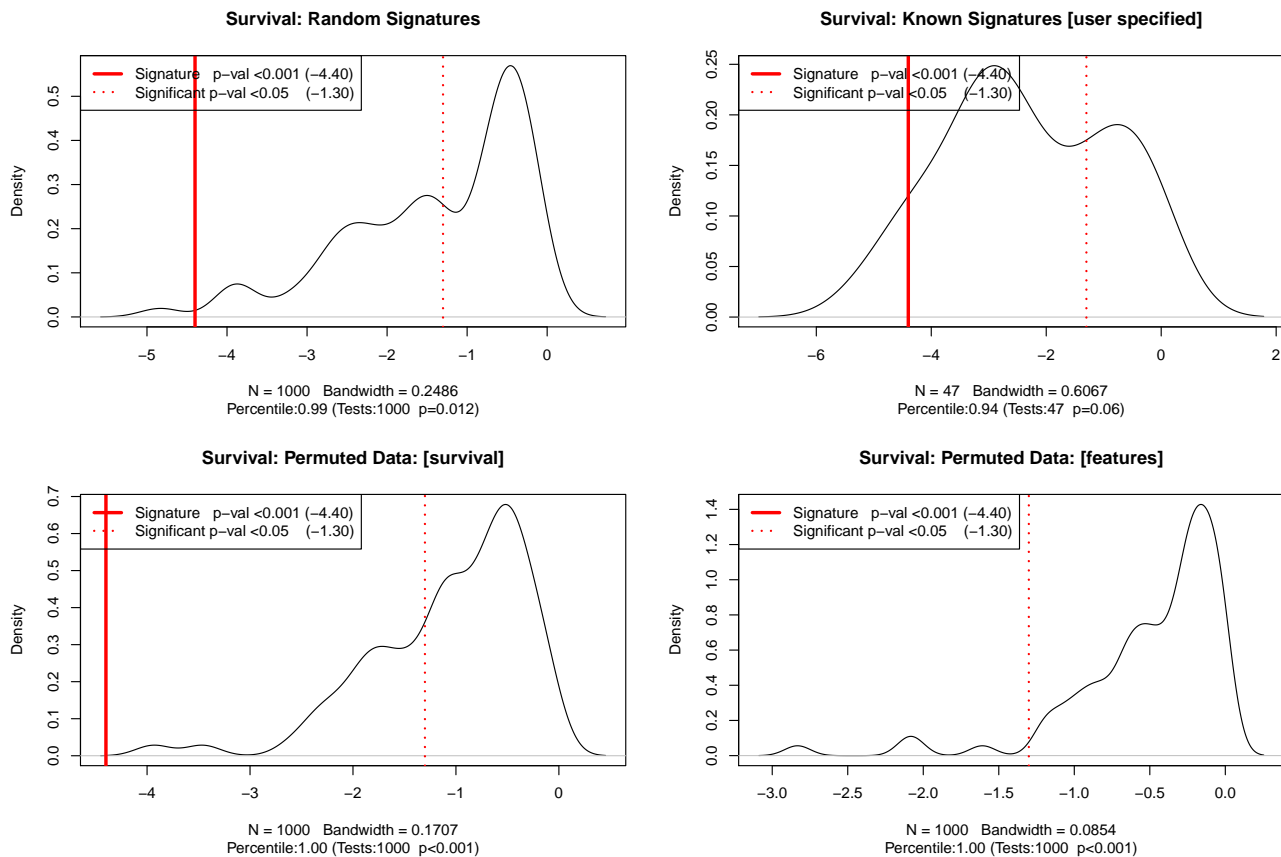 Survival: Random Signatures
Signature p−val <0.001 (−4.40)
Significant p−val <0.05 (−1.30)
Density
0.0
0.1
0.2
0.3
0.4
0.5
−5
−4
−3
−2
−1
0
N = 1000 Bandwidth = 0.2486
Percentile:0.99 (Tests:1000 p=0.012)
Survival: Known Signatures [user specified]
Signature p−val <0.001 (−4.40)
Significant p−val <0.05 (−1.30)
Density
0.00
0.05
0.10
0.15
0.20
0.25
−6
−4
−2
0
2
N = 47 Bandwidth = 0.6067
Percentile:0.94 (Tests:47 p=0.06)
Survival: Permuted Data: [survival]
Signature p−val <0.001 (−4.40)
Significant p−val <0.05 (−1.30)
Density
0.0
0.1
0.2
0.3
0.4
0.5
0.6
0.7
−4
−3
−2
−1
0
N = 1000 Bandwidth = 0.1707
Percentile:1.00 (Tests:1000 p<0.001)
Survival: Permuted Data: [features]
Signature p−val <0.001 (−4.40)
Significant p−val <0.05 (−1.30)
Density
0.0
0.2
0.4
0.6
0.8
1.0
1.2
1.4
−3.0
−2.5
−2.0
−1.5
−1.0
−0.5
0.0
N = 1000 Bandwidth = 0.0854
Percentile:1.00 (Tests:1000 p<0.001)